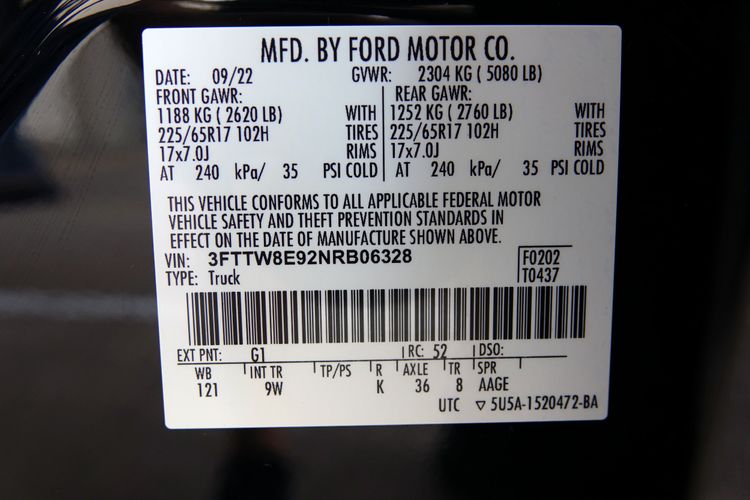 MFD. BY FORD MOTOR CO.
DATE: 09/22 GVWR: 2304 KG ( 5080 LB)
FRONT GAWR: REAR GAWR:
1188 KG ( 2620 LB) WITH 1252 KG ( 2760 LB) WITH
225/65R17 102H TIRES 225/65R17 102H TIRES
17x7.0J RIMS 17x7.0J RIMS
AT 240 kPa/ 35 PSI COLD AT 240 kPa/ 35 PSI COLD
THIS VEHICLE CONFORMS TO ALL APPLICABLE FEDERAL MOTOR
VEHICLE SAFETY AND THEFT PREVENTION STANDARDS IN
EFFECT ON THE DATE OF MANUFACTURE SHOWN ABOVE.
VIN: 3FTTW8E92NRB06328 F0202
TYPE: Truck T0437
EXT PNT: G1 RC: 52 DSO:
WB INT TR TP/PS R AXLE TR SPR
121 9W K 36 8 AAGE
UTC ▽ 5U5A-1520472-BA